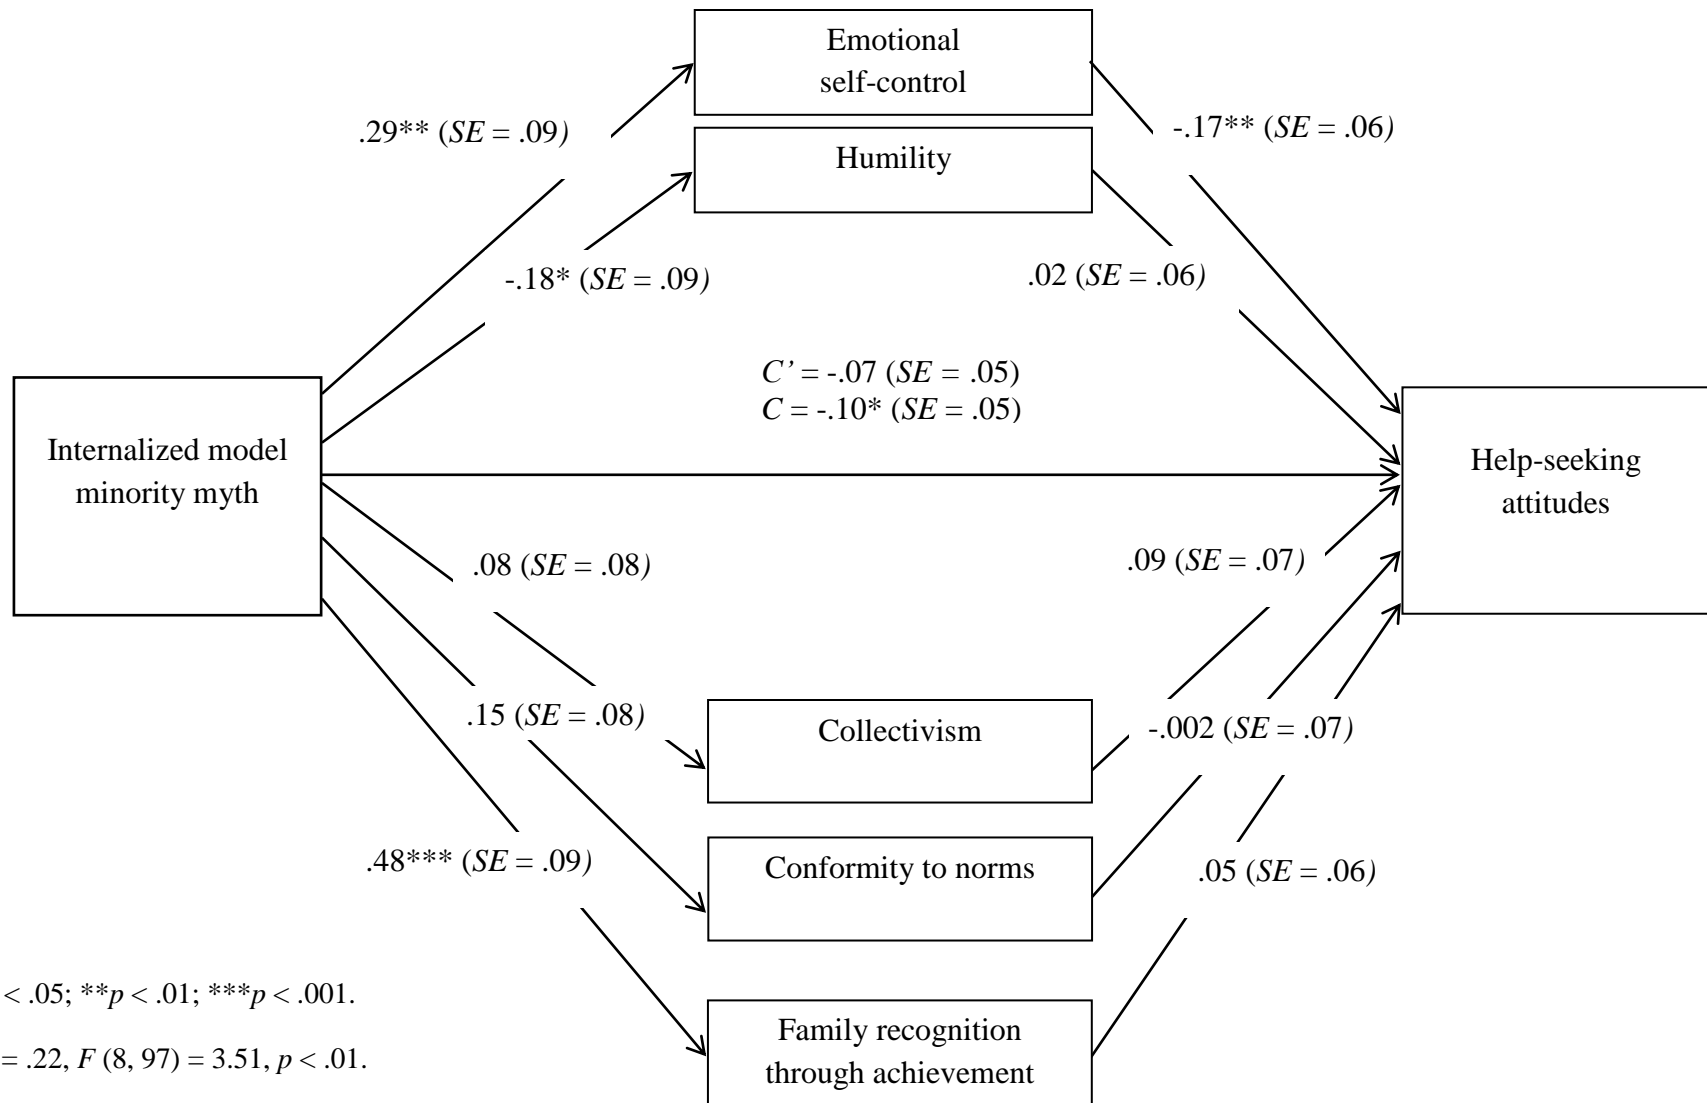 Emotional
self-control
.29** (SE = .09)
-.17** (SE = .06)
Humility
-.18* (SE = .09)
.02 (SE = .06)
C’ = -.07 (SE = .05)
C = -.10* (SE = .05)
Internalized model
minority myth
Help-seeking
attitudes
.08 (SE = .08)
.09 (SE = .07)
.15 (SE = .08)
Collectivism
-.002 (SE = .07)
.48*** (SE = .09)
Conformity to norms
.05 (SE = .06)
< .05; **p < .01; ***p < .001.
Family recognition
through achievement
= .22, F (8, 97) = 3.51, p < .01.